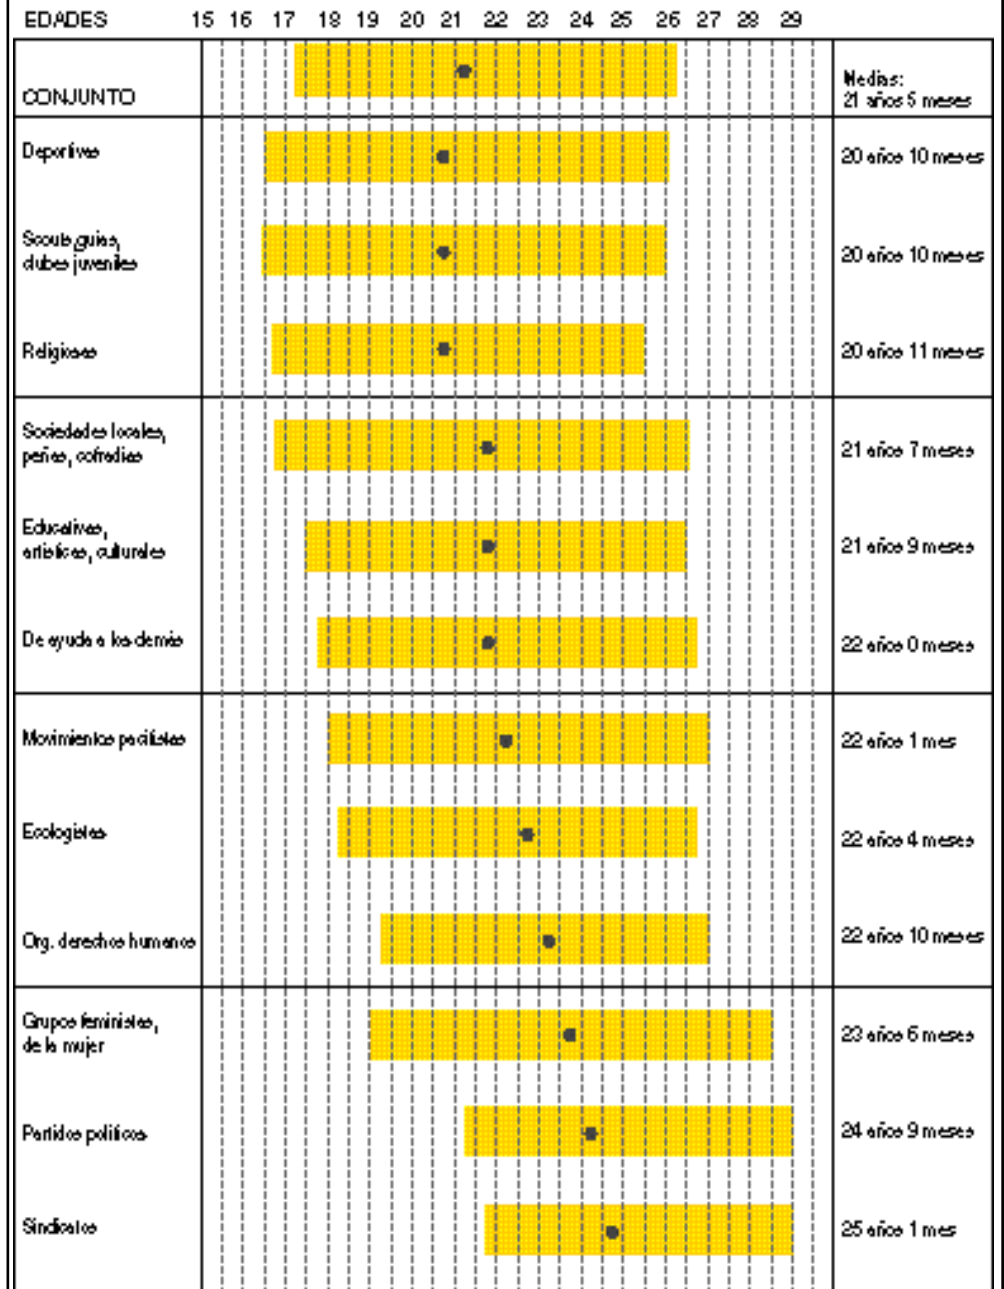 EDADES 15 16 17 18 19 20 21 22 23 24 25 26 27 29
CONJUNTO
Medias:
21 años 5 meses
Deportivas
20 años 10 meses
Scouts, guias,
clubes juveniles
20 años 10 meses
Religiosas
20 años 11 meses
Sociedades locales,
peñas, cofradias
21 años 7 meses
Educativas,
artísticas, culturales
21 años 9 meses
De ayuda a los demás
22 años 0 meses
Movimientos pacifistas
22 años 1 mes
Ecologistas
22 años 4 meses
Org. derechos humanos
22 años 10 meses
Grupos feministas,
de la mujer
23 años 6 meses
Partidos políticos
24 años 9 meses
Sindicatos
25 años 1 mes